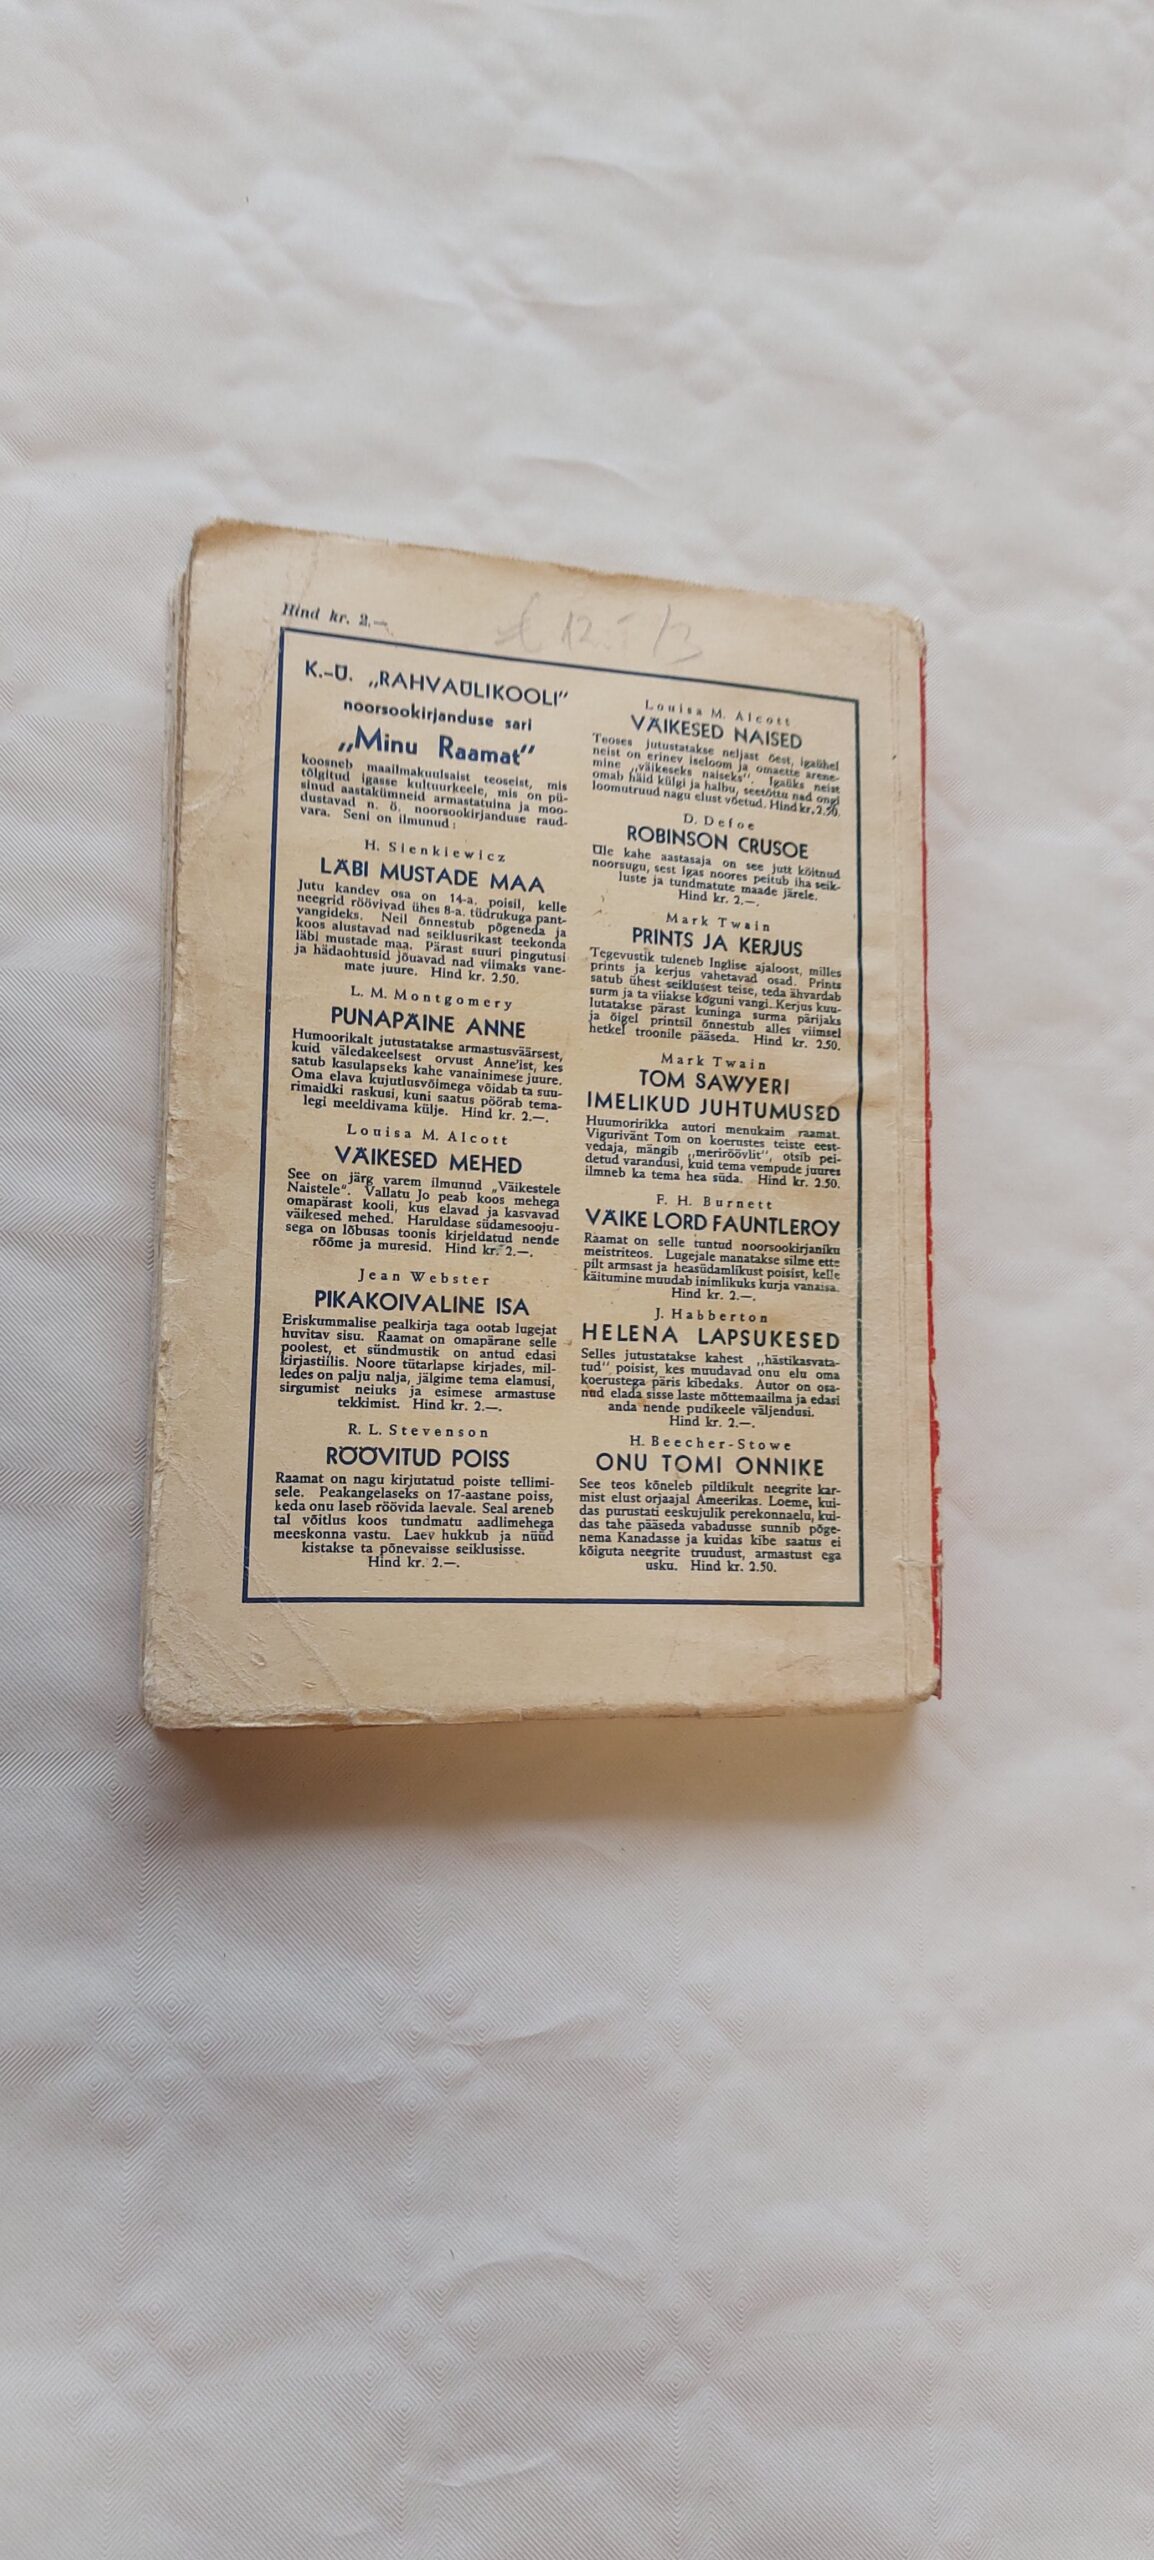 Hind kr. 2.—
K.-Ü. „RAHVAÜLIKOOLI"
noorsookirjanduse sari
„Minu Raamat"
koosneb maailmakuulsaist teoseist, mis
tõlgitud igasse kultuurkeele, mis on pü-
sinud aastakümneid armastatuina ja moo-
dustavad n. ö. noorsookirjanduse raud-
vara. Seni on ilmunud:
H. Sienkiewicz
LÄBI MUSTADE MAA
Jutu kandev osa on 14-a. poisil, kelle
neegrid röövivad ühes 8-a. tüdrukuga pant-
vangideks. Neil õnnestub põgeneda ja
koos alustavad nad seiklusrikast teekonda
läbi mustade maa. Pärast suuri pingutusi
ja hädaohtusid jõuavad nad viimaks vane-
mate juure. Hind kr. 2.50.
L. M. Montgomery
PUNAPÄINE ANNE
Humoorikalt jutustatakse armastusväärsest,
kuid väledakeelsest orvust Anne'ist, kes
satub kasulapseks kahe vanainimese juure.
Oma elava kujutlusvõimega võidab ta suu-
rimaidki raskusi, kuni saatus pöörab tema-
legi meeldivama külje. Hind kr. 2.—.
Louisa M. Alcott
VÄIKESED MEHED
See on järg varem ilmunud „Väikestele
Naistele". Vallatu Jo peab koos mehega
omapärast kooli, kus elavad ja kasvavad
väikesed mehed. Haruldase südamesooju-
sega on lõbusas toonis kirjeldatud nende
rõõme ja muresid. Hind kr. 2.—.
Jean Webster
PIKAKOIVALINE ISA
Eriskummalise pealkirja taga ootab lugejat
huvitav sisu. Raamat on omapärane selle
poolest, et sündmustik on antud edasi
kirjastiilis. Noore tütarlapse kirjades, mil-
ledes on palju nalja, jälgime tema elamusi,
sirgumist neiuks ja esimese armastuse
tekkimist. Hind kr. 2.—.
R. L. Stevenson
RÖÖVITUD POISS
Raamat on nagu kirjutatud poiste tellimi-
sele. Peakangelaseks on 17-aastane poiss,
keda onu laseb röövida laevale. Seal areneb
tal võitlus koos tundmatu aadlimehega
meeskonna vastu. Laev hukkub ja nüüd
kistakse ta põnevaisse seiklusisse.
Hind kr. 2.—.
Louisa M. Alcott
VÄIKESED NAISED
Teoses jutustatakse neljast õest, igaühel
neist on erinev iseloom ja omaette arene-
mine „väikeseks naiseks". Igaüks neist
omab häid külgi ja halbu, seetõttu nad ongi
loomutruud nagu elust võetud. Hind kr. 2.50.
D. Defoe
ROBINSON CRUSOE
Üle kahe aastasaja on see jutt köitnud
noorsugu, sest igas noores peitub iha seik-
luste ja tundmatute maade järele.
Hind kr. 2.—.
Mark Twain
PRINTS JA KERJUS
Tegevustik tuleneb Inglise ajaloost, milles
prints ja kerjus vahetavad osad. Prints
satub ühest seiklusest teise, teda ähvardab
surm ja ta viiakse koguni vangi. Kerjus kuu-
lutatakse pärast kuninga surma pärijaks
ja õigel printsil õnnestub alles viimsel
hetkel troonile pääseda. Hind kr. 2.50.
Mark Twain
TOM SAWYERI
IMELIKUD JUHTUMUSED
Huumoririkka autori menukaim raamat.
Vigurivänt Tom on koerustes teiste eest-
vedaja, mängib „meriröövlit", otsib pei-
detud varandusi, kuid tema vempude juures
ilmneb ka tema hea süda. Hind kr. 2.50.
F. H. Burnett
VÄIKE LORD FAUNTLEROY
Raamat on selle tuntud noorsookirjaniku
meistriteos. Lugejale manatakse silme ette
pilt armsast ja heasüdamlikust poisist, kelle
käitumine muudab inimlikuks kurja vanaisa.
Hind kr. 2.—.
J. Habberton
HELENA LAPSUKESED
Selles jutustatakse kahest „hästikasvata-
tud" poisist, kes muudavad onu elu oma
koerustega päris kibedaks. Autor on osa-
nud elada sisse laste mõttemaailma ja edasi
anda nende pudikeele väljendusi.
Hind kr. 2.—.
H. Beecher-Stowe
ONU TOMI ONNIKE
See teos kõneleb piltlikult neegrite kar-
mist elust orjaajal Ameerikas. Loeme, kui-
das purustati eeskujulik perekonnaelu, kui-
das tahe pääseda vabadusse sunnib põge-
nema Kanadasse ja kuidas kibe saatus ei
kõiguta neegrite truudust, armastust ega
usku. Hind kr. 2.50.